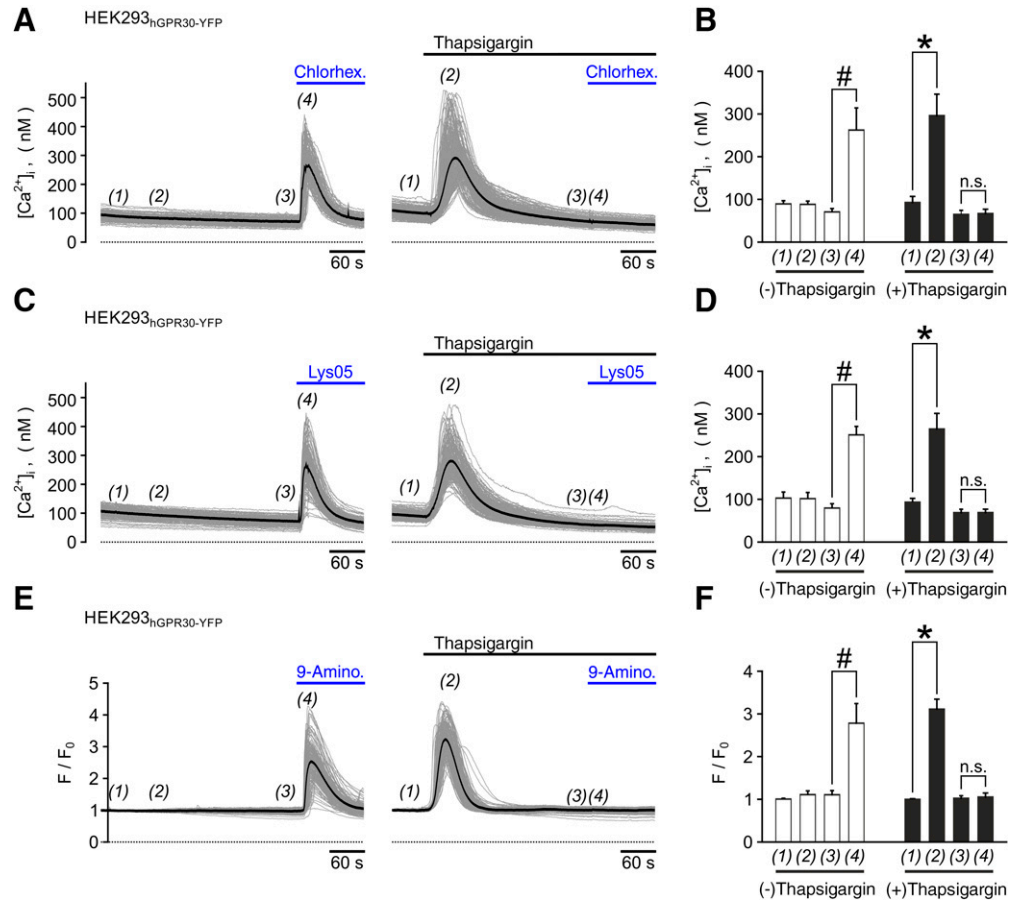 A
HEK293hGPR30-YFP
Thapsigargin
Chlorhex.
Chlorhex.
[Ca2+]i , ( nM )
500
400
300
200
100
0
(1)
(2)
(3)
(4)
(1)
(2)
(3)(4)
60 s
60 s
B
[Ca2+]i , ( nM )
400
300
200
100
0
#
*
n.s.
(1) (2) (3) (4)
(1) (2) (3) (4)
(-)Thapsigargin
(+)Thapsigargin
C
HEK293hGPR30-YFP
Thapsigargin
Lys05
Lys05
[Ca2+]i , ( nM )
500
400
300
200
100
0
(1)
(2)
(3)
(4)
(1)
(2)
(3)(4)
60 s
60 s
D
[Ca2+]i , ( nM )
400
300
200
100
0
#
*
n.s.
(1) (2) (3) (4)
(1) (2) (3) (4)
(-)Thapsigargin
(+)Thapsigargin
E
HEK293hGPR30-YFP
Thapsigargin
9-Amino.
9-Amino.
F / F0
5
4
3
2
1
0
(1)
(2)
(3)
(4)
(1)
(2)
(3)(4)
60 s
60 s
F
F / F0
4
3
2
1
0
#
*
n.s.
(1) (2) (3) (4)
(1) (2) (3) (4)
(-)Thapsigargin
(+)Thapsigargin